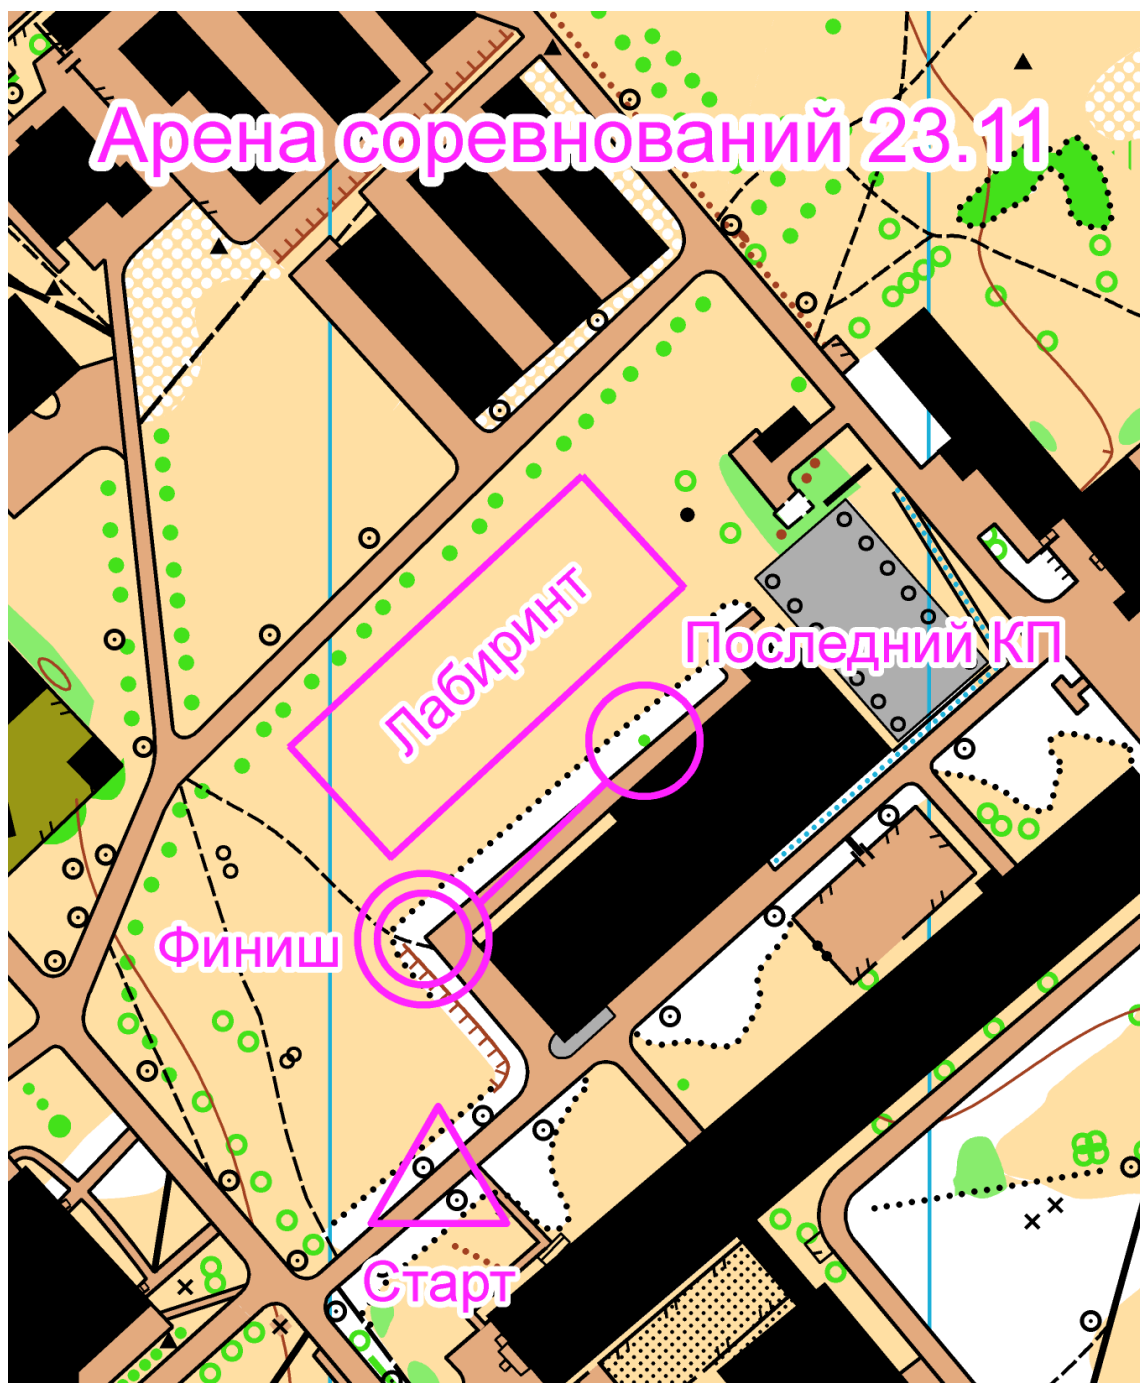 Арена соревнований 23.11
Лабиринт
Последний КП
Финиш
Старт